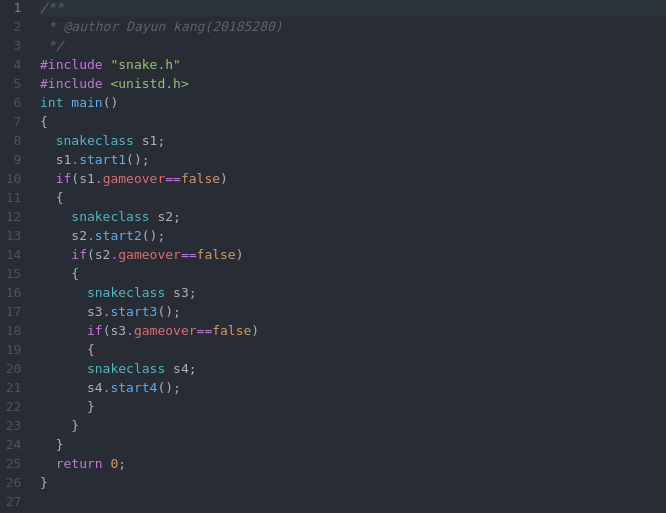 1 /**
2  * @author Dayun kang(20185280)
3  */
4 #include "snake.h"
5 #include <unistd.h>
6 int main()
7 {
8   snakeclass s1;
9   s1.start1();
10   if(s1.gameover==false)
11   {
12     snakeclass s2;
13     s2.start2();
14     if(s2.gameover==false)
15     {
16       snakeclass s3;
17       s3.start3();
18       if(s3.gameover==false)
19       {
20       snakeclass s4;
21       s4.start4();
22       }
23     }
24   }
25   return 0;
26 }
27